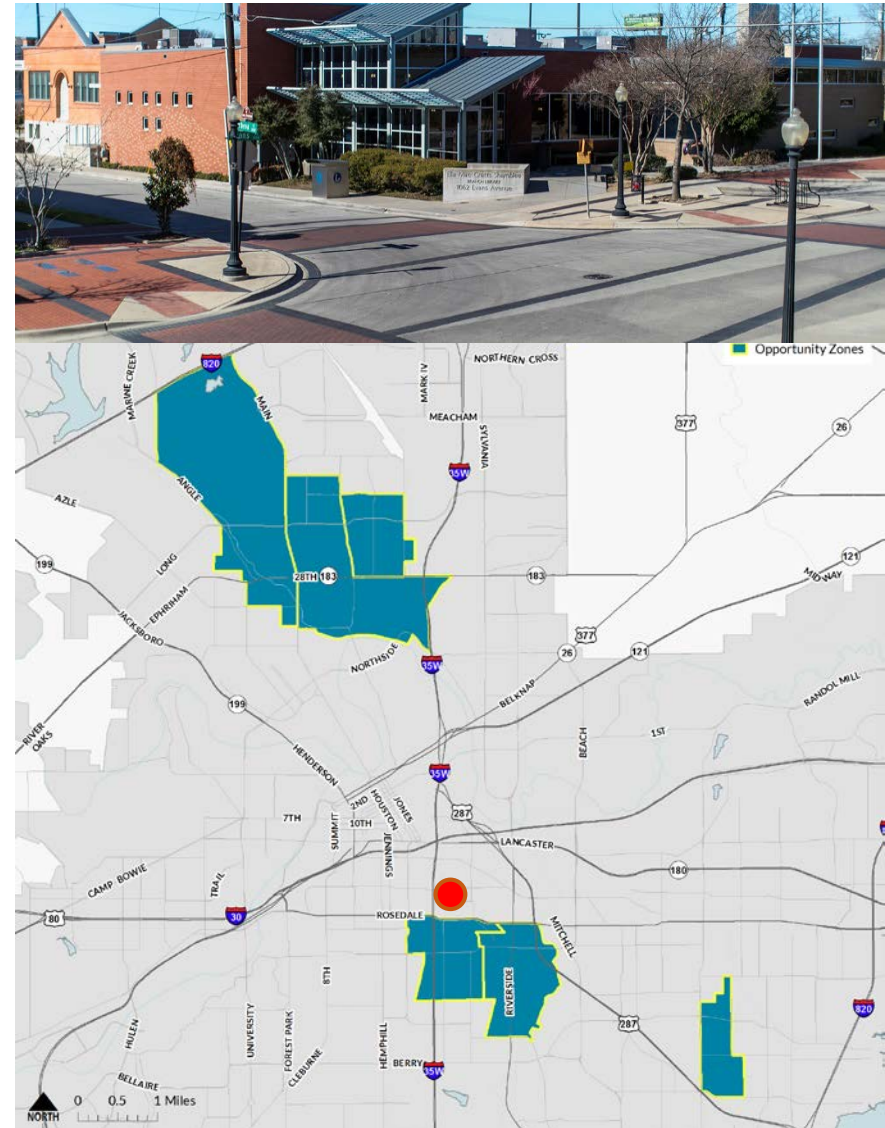 1062 Evans Avenue
Opportunity Zones
820
MARINE CREEK
MAIN
MARK IV
NORTHERN CROSS
MEACHAM
SYLVANIA
377
26
35W
ANGLE
AZLE
199
LONG
28TH
183
183
121
MIDWAY
EPHRIHAM
JACKSBORO
NORTHSIDE
377
26
121
35W
BELKNAP
RANDOL MILL
199
RIVER
OAKS
HENDERSON
BEACH
1ST
35W
2ND
HOUSTON
JONES
7TH
SUMMIT
10TH
JENNINGS
287
LANCASTER
180
CAMP BOWIE
TRAIL
80
30
ROSEDALE
MITCHELL
8TH
RIVERSIDE
UNIVERSITY
FOREST PARK
CLEBURNE
HEMPHILL
HULEN
287
820
BERRY
35W
BELLAIRE
NORTH
0 0.5 1 Miles